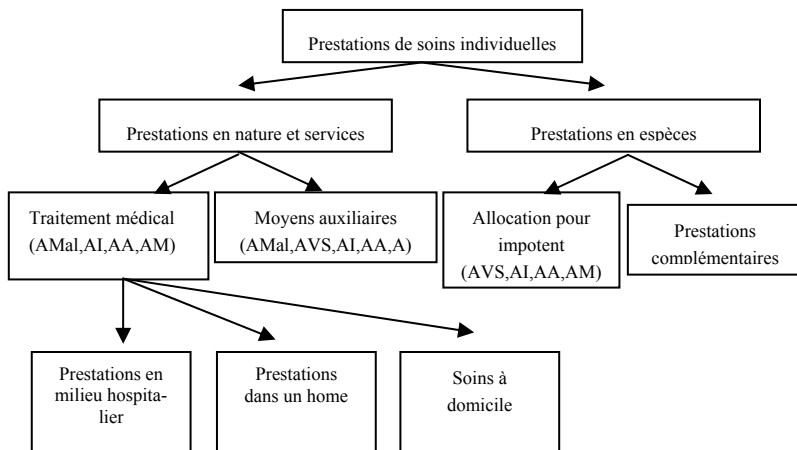 Prestations de soins individuelles
Prestations en nature et services
Prestations en espèces
Traitement médical
(AMal,AI,AA,AM)
Moyens auxiliaires
(AMal,AVS,AI,AA,A)
Allocation pour
impotent
(AVS,AI,AA,AM)
Prestations
complémentaires
Prestations en
milieu hospita-
lier
Prestations
dans un home
Soins à
domicile